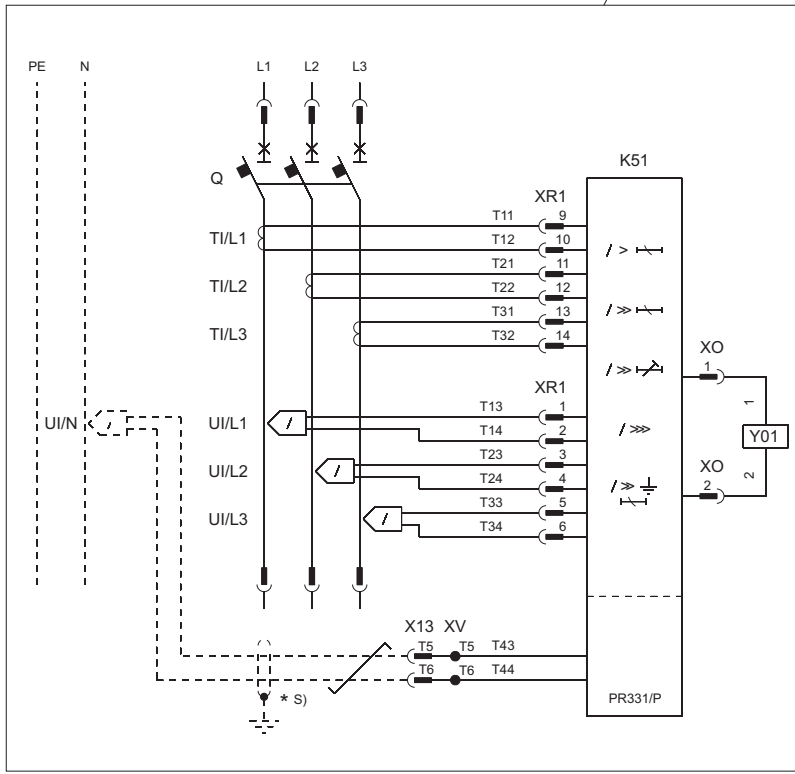 PE N L1 L2 L3
K51
Q
XR1
T11 9
TI/L1 T12 10
T21 11
TI/L2 T22 12
T31 13
TI/L3 T32 14
XO
1
XR1
T13 1
1
UI/N UI/L1 T14 2
Y01
T23 3
UI/L2 T24 4
XO
2
2
T33 5
UI/L3 T34 6
X13 XV
T5 T5 T43
T6 T6 T44
* S)
PR331/P